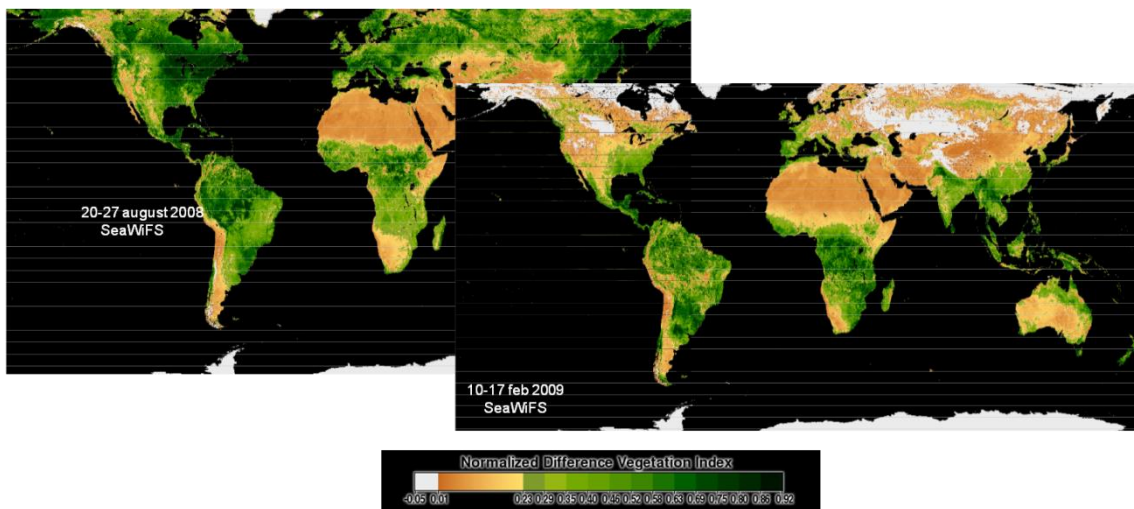 20-27 august 2008
SeaWiFS
10-17 feb 2009
SeaWiFS
Normalized Difference Vegetation Index
-0.05 0.01 0.23 0.29 0.35 0.40 0.46 0.52 0.58 0.63 0.69 0.75 0.80 0.86 0.92